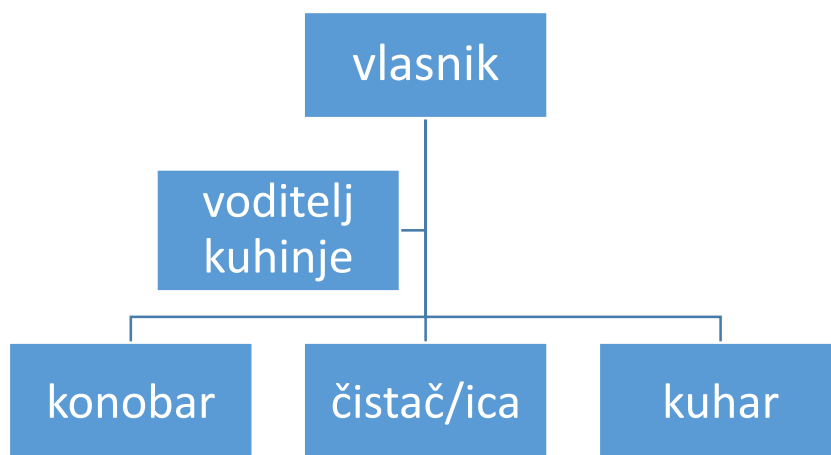 vlasnik
voditelj
kuhinje
konobar
čistač/ica
kuhar